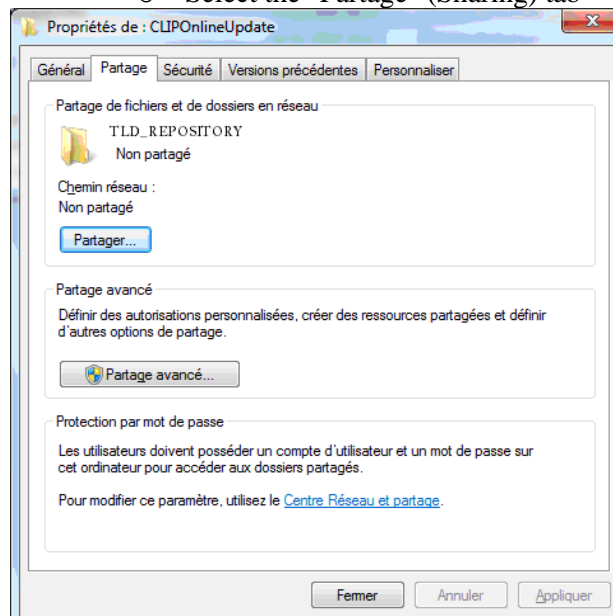 Select the "Partage" (Sharing) tab
Propriétés de : CLIPOnlineUpdate
Général Partage Sécurité Versions précédentes Personnaliser
Partage de fichiers et de dossiers en réseau
TLD_REPOSITORY
Non partagé
Chemin réseau :
Non partagé
Partager...
Partage avancé
Définir des autorisations personnalisées, créer des ressources partagées et définir
d'autres options de partage.
Partage avancé...
Protection par mot de passe
Les utilisateurs doivent posséder un compte d'utilisateur et un mot de passe sur
cet ordinateur pour accéder aux dossiers partagés.
Pour modifier ce paramètre, utilisez le Centre Réseau et partage.
Fermer Annuler Appliquer